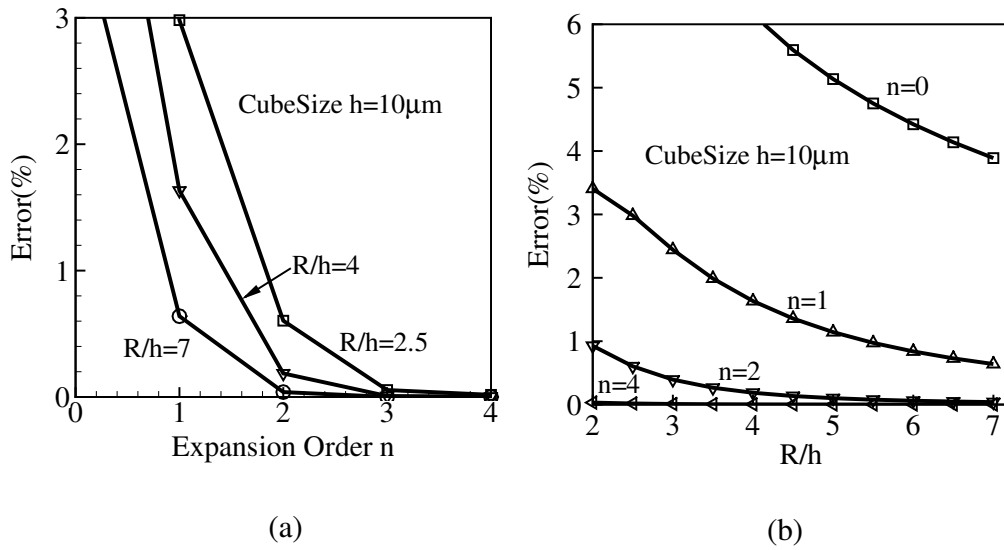 3
2
1
0
Error(%)
CubeSize h=10μm
R/h=4
R/h=7
R/h=2.5
0 1 2 3 4
Expansion Order n
(a)
6
5
4
3
2
1
0
Error(%)
n=0
CubeSize h=10μm
n=1
n=4
n=2
2 3 4 5 6 7
R/h
(b)